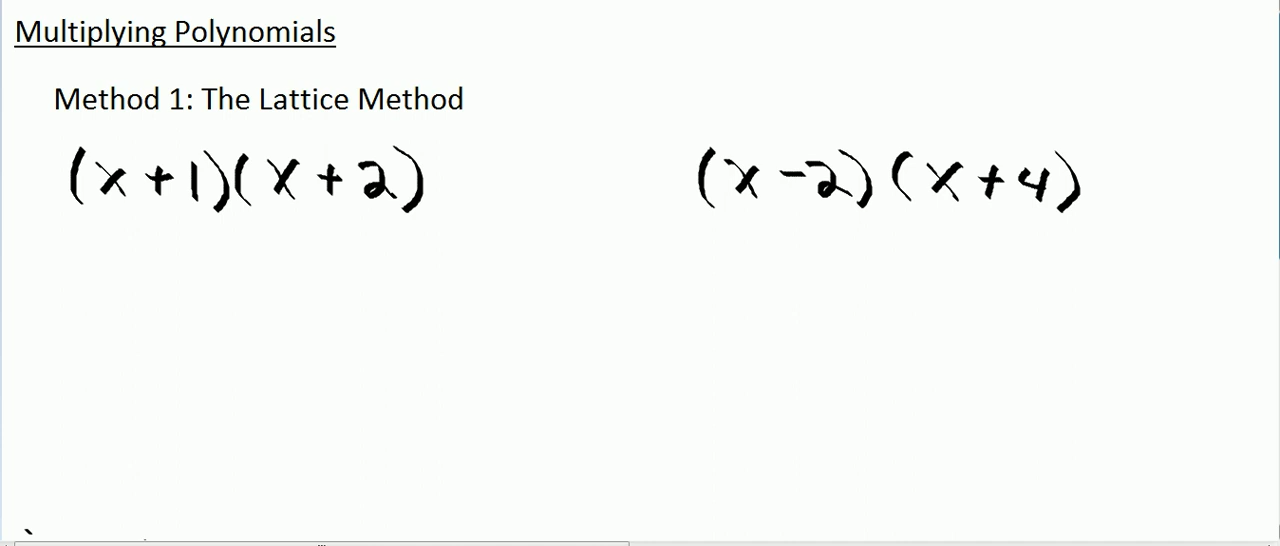 Multiplying Polynomials
Method 1: The Lattice Method
(x+1)(x+2) (x-2)(x+4)